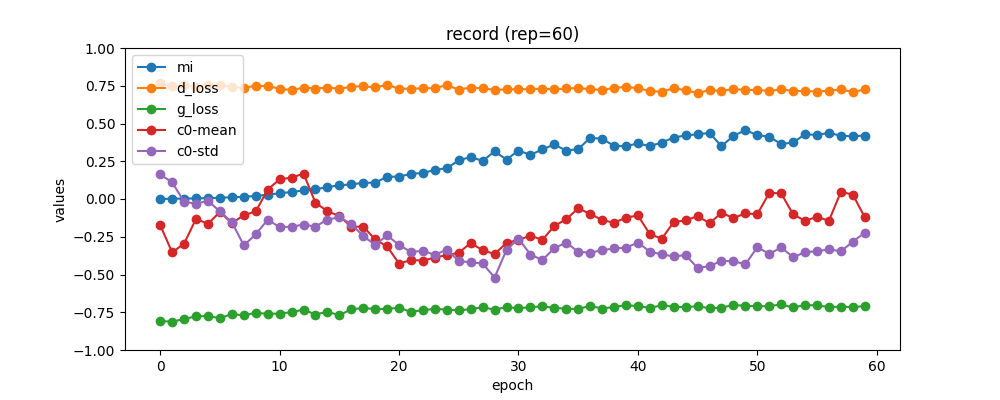 record (rep=60)
1.00
0.75
0.50
0.25
0.00
−0.25
−0.50
−0.75
−1.00
values
mi
d_loss
g_loss
c0-mean
c0-std
0 10 20 30 40 50 60
epoch